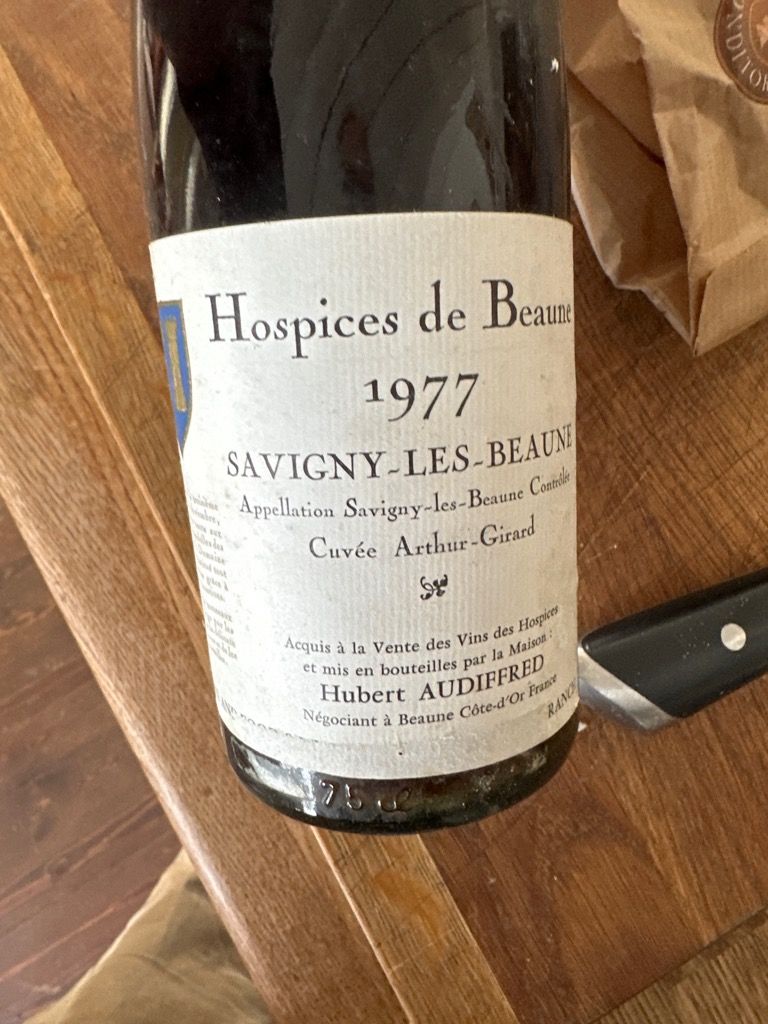 Hospices de Beaune
1977
SAVIGNY-LES-BEAUNE
Appellation Savigny-les-Beaune Contrôlée
Cuvée Arthur-Girard
Acquis à la Vente des Vins des Hospices
et mis en bouteilles par la Maison :
Hubert AUDIFFRED
Négociant à Beaune Côte-d'Or France
75 cl